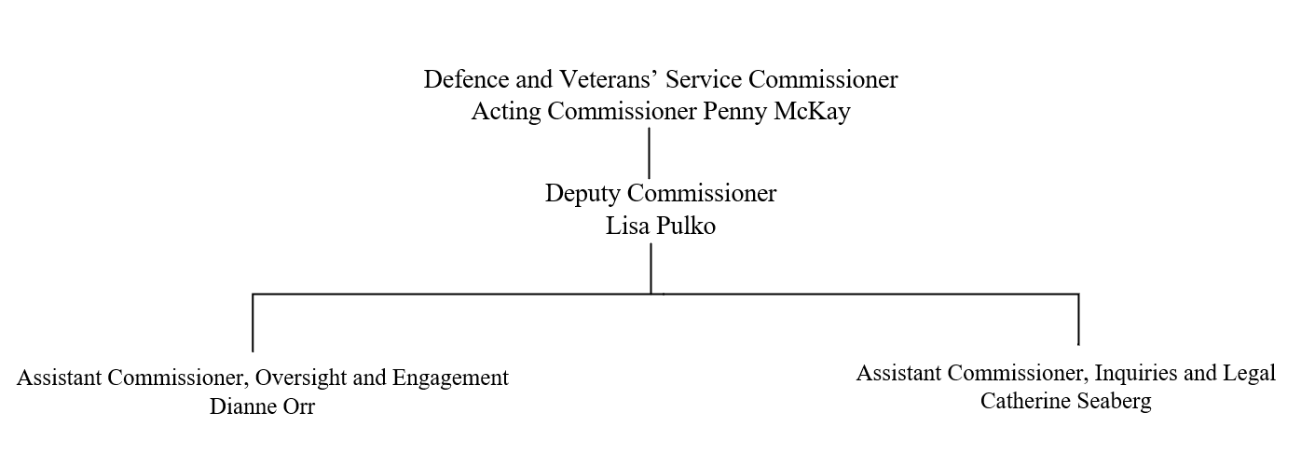 Defence and Veterans’ Service Commissioner
Acting Commissioner Penny McKay
Deputy Commissioner
Lisa Pulko
Assistant Commissioner, Oversight and Engagement
Dianne Orr
Assistant Commissioner, Inquiries and Legal
Catherine Seaberg